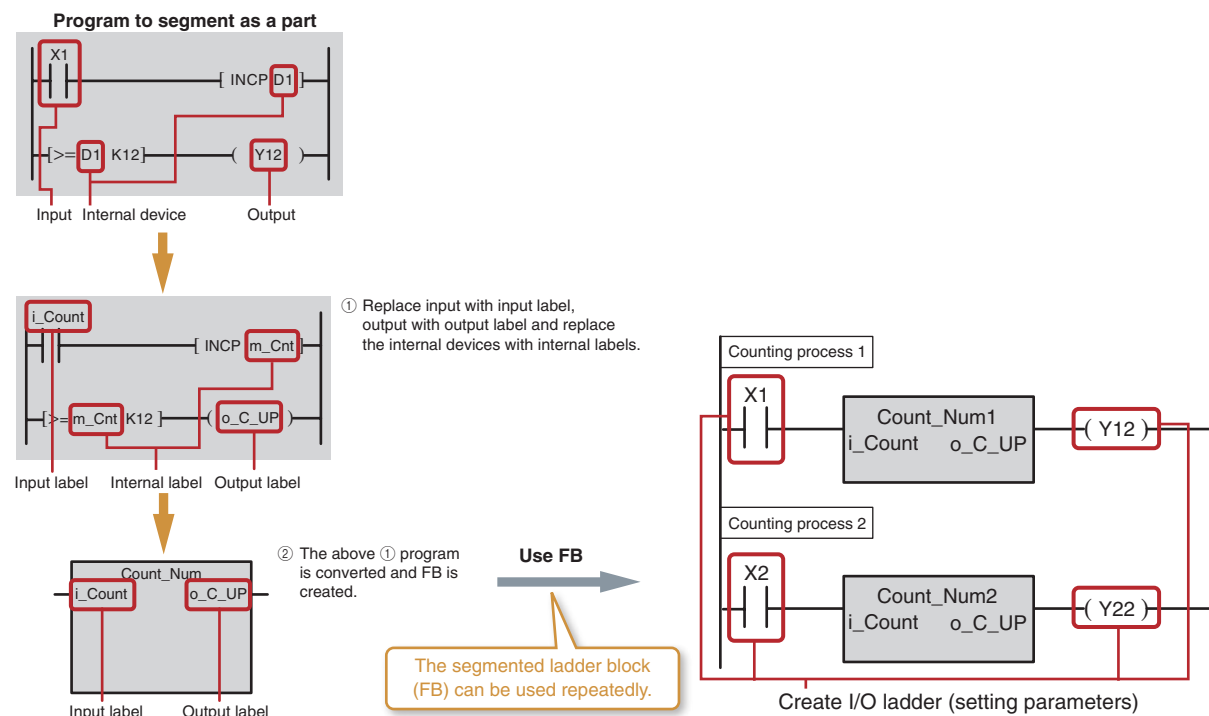 Program to segment as a part
X1
[ INCP D1 ]
[>= D1 K12]
( Y12 )
Input Internal device Output
i_Count
[ INCP m_Cnt ]
[>= m_Cnt K12 ]
( o_C_UP )
Input label Internal label Output label
① Replace input with input label,
output with output label and replace
the internal devices with internal labels.
Count_Num
i_Count o_C_UP
Input label Output label
② The above ① program
is converted and FB is
created.
Use FB
The segmented ladder block
(FB) can be used repeatedly.
Counting process 1
X1
Count_Num1
i_Count o_C_UP
( Y12 )
Counting process 2
X2
Count_Num2
i_Count o_C_UP
( Y22 )
Create I/O ladder (setting parameters)